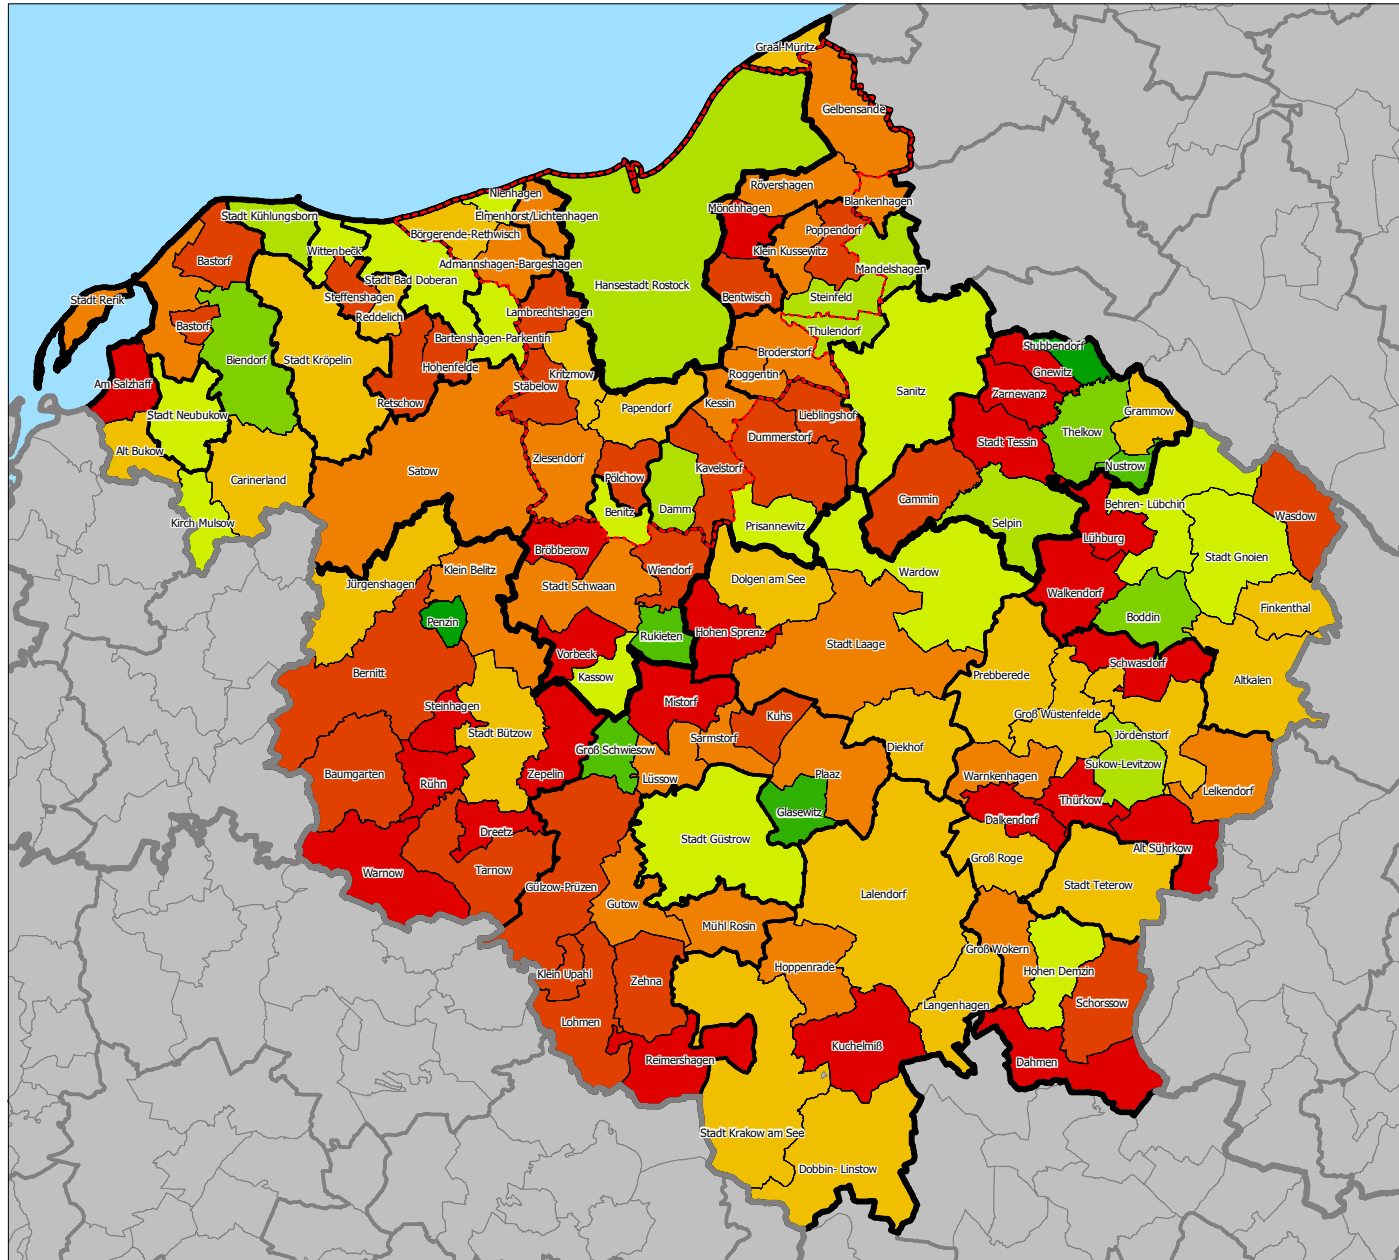 Graal-Müritz
Gelbensande
Rövershagen
Nienhagen
Blankenhagen
Mönchhagen
Stadt Kühlungsborn
Elmenhorst/Lichtenhagen
Poppendorf
Börgerende-Rethwisch
Wittenbeck
Klein Kussewitz
Bastorf
Admannshagen-Bargeshagen
Mandelshagen
Stadt Bad Doberan
Hansestadt Rostock
Stadt Rerik
Steffenshagen
Bentwisch
Steinfeld
Lambrechtshagen
Reddelich
Bastorf
Thulendorf
Bartenshagen-Parkentin
Stubbendorf
Broderstorf
Biendorf
Stadt Kröpelin
Hohenfelde
Kritzmow
Roggentin
Gnewitz
Am Salzhaff
Stäbelow
Sanitz
Zarnewanz
Retschow
Kessin
Papendorf
Lieblingshof
Grammow
Stadt Neubukow
Thelkow
Dummerstorf
Stadt Tessin
Alt Bukow
Ziesendorf
Nustrow
Satow
Kavelstorf
Carinerland
Pölchow
Cammin
Behren- Lübchin
Damm
Benitz
Wasdow
Kirch Mulsow
Prisannewitz
Selpin
Lühburg
Bröbberow
Stadt Gnoien
Wiendorf
Klein Belitz
Wardow
Dolgen am See
Jürgenshagen
Stadt Schwaan
Walkendorf
Finkenthal
Boddin
Penzin
Hohen Sprenz
Rukieten
Stadt Laage
Vorbeck
Schwasdorf
Bernitt
Prebberede
Kassow
Altkalen
Mistorf
Steinhagen
Kuhs
Groß Wüstenfelde
Stadt Bützow
Jördenstorf
Sarmstorf
Diekhof
Groß Schwiesow
Sukow-Levitzow
Baumgarten
Zepelin
Plaaz
Warnkenhagen
Lüssow
Rühn
Lelkendorf
Thürkow
Glasewitz
Dalkendorf
Dreetz
Stadt Güstrow
Alt Sührkow
Groß Roge
Warnow
Tarnow
Stadt Teterow
Gülzow-Prüzen
Lalendorf
Gutow
Mühl Rosin
Groß Wokern
Hoppenrade
Hohen Demzin
Klein Upahl
Zehna
Schorssow
Langenhagen
Lohmen
Kuchelmiß
Reimershagen
Dahmen
Stadt Krakow am See
Dobbin- Linstow